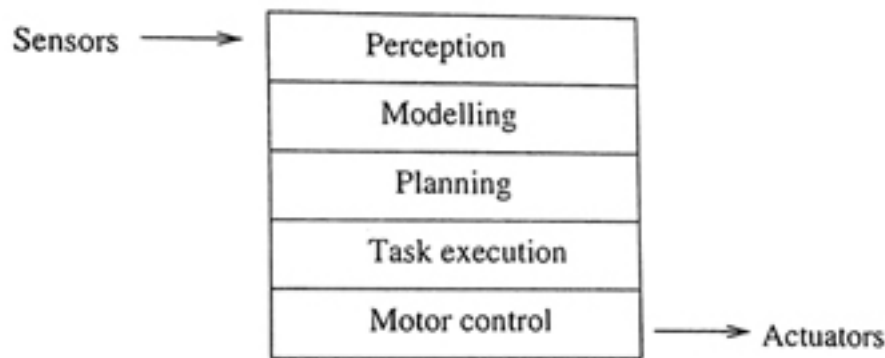 Sensors
Perception
Modelling
Planning
Task execution
Motor control
Actuators